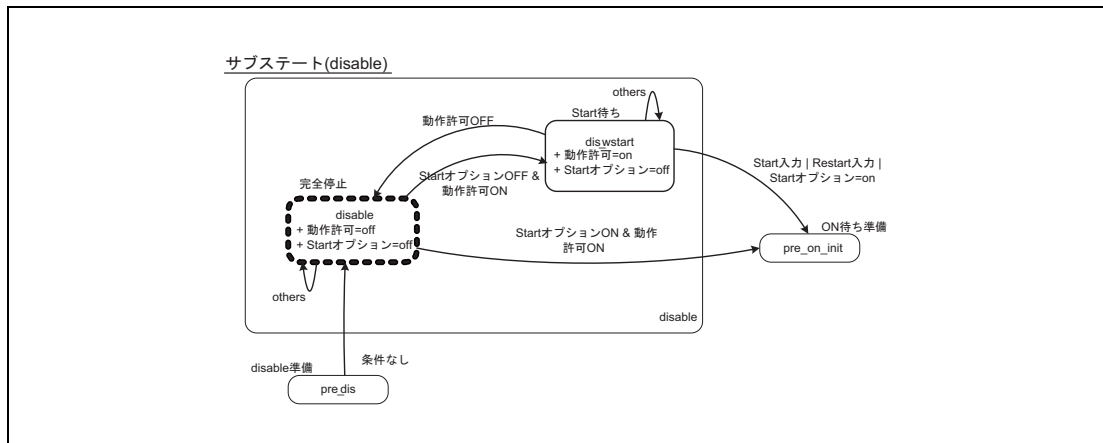 サブステート(disable)
others
Start待ち
動作許可OFF
dis_wstart
+ 動作許可=on
+ Startオプション=off
StartオプションOFF &
動作許可ON
Start入力 | Restart入力 |
Startオプション=on
完全停止
disable
+ 動作許可=off
+ Startオプション=off
StartオプションON & 動作
許可ON
ON待ち準備
pre_on_init
others
disable
disable準備
条件なし
pre_dis